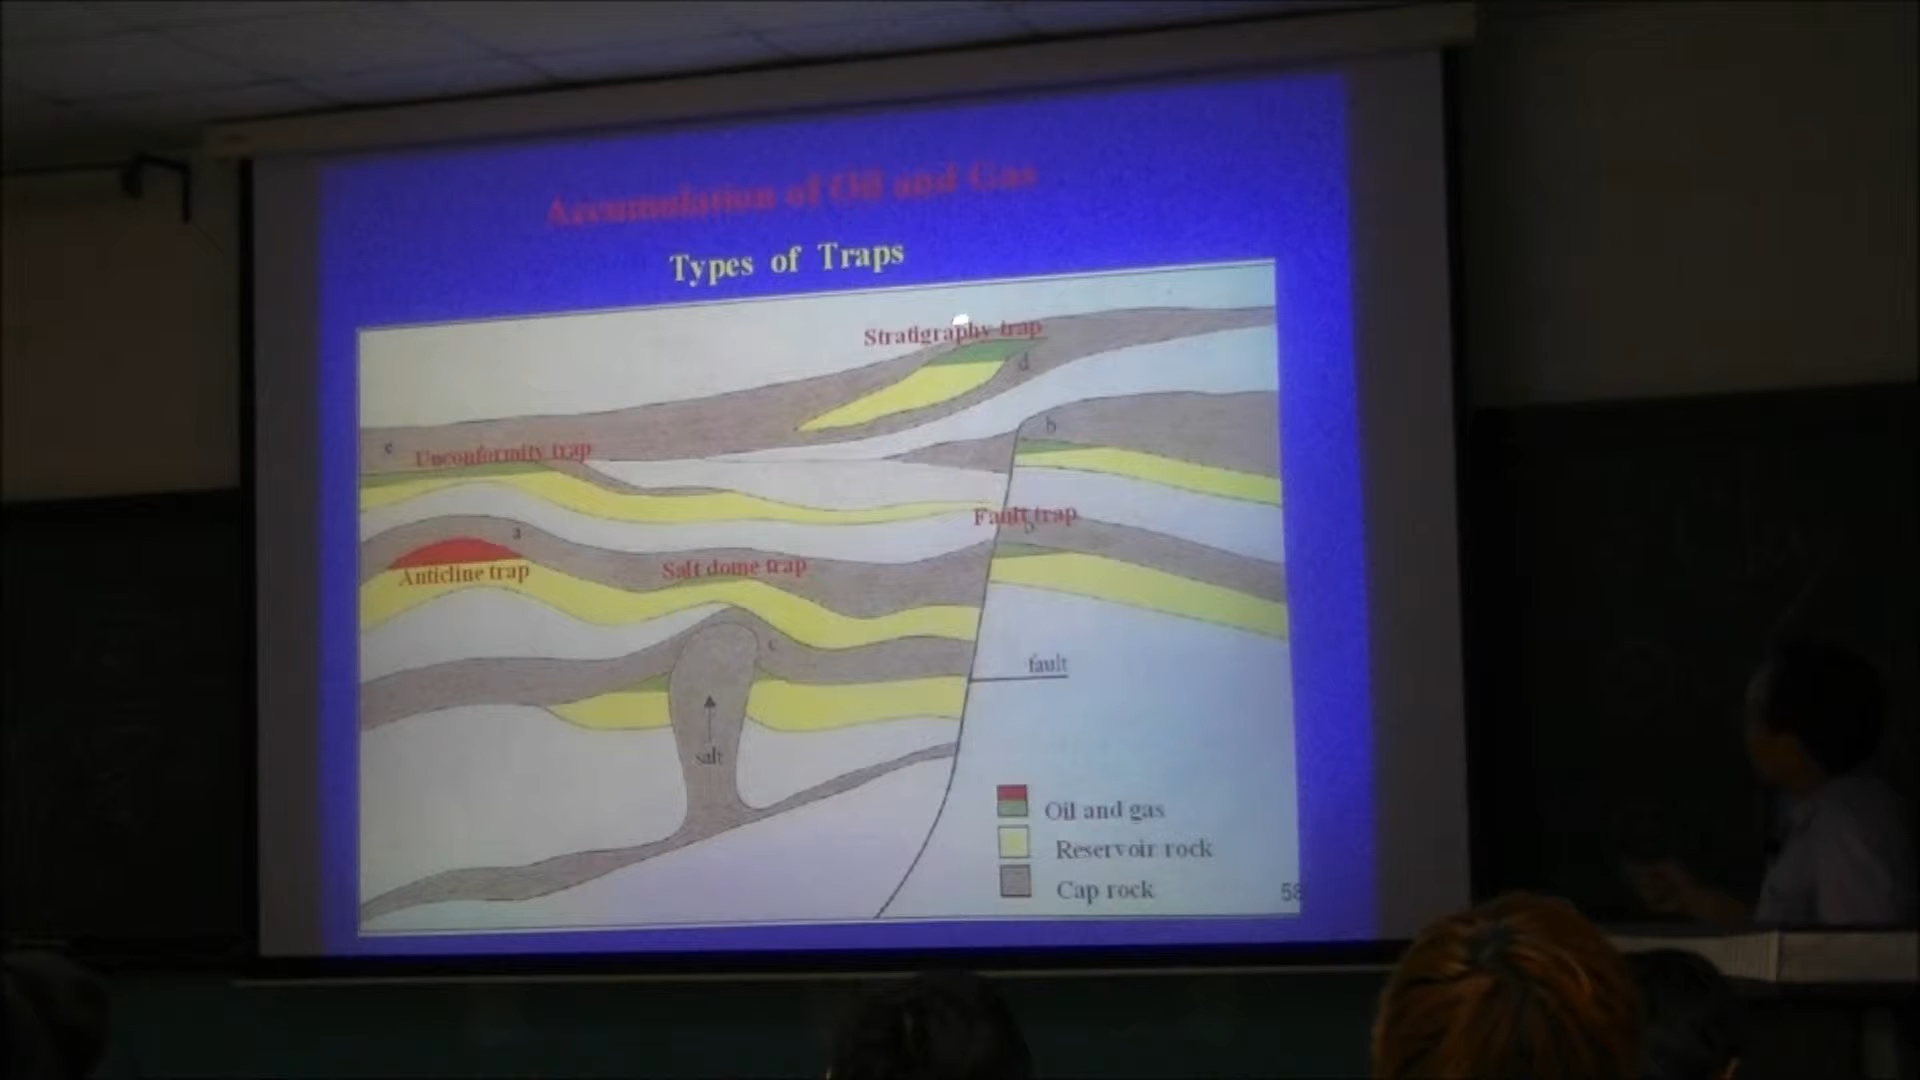 Accumulation of Oil and Gas
Types of Traps
Stratigraphy trap
d
b
c
Unconformity trap
Fault trap
b
a
Anticline trap
Salt dome trap
c
fault
salt
Oil and gas
Reservoir rock
Cap rock
58